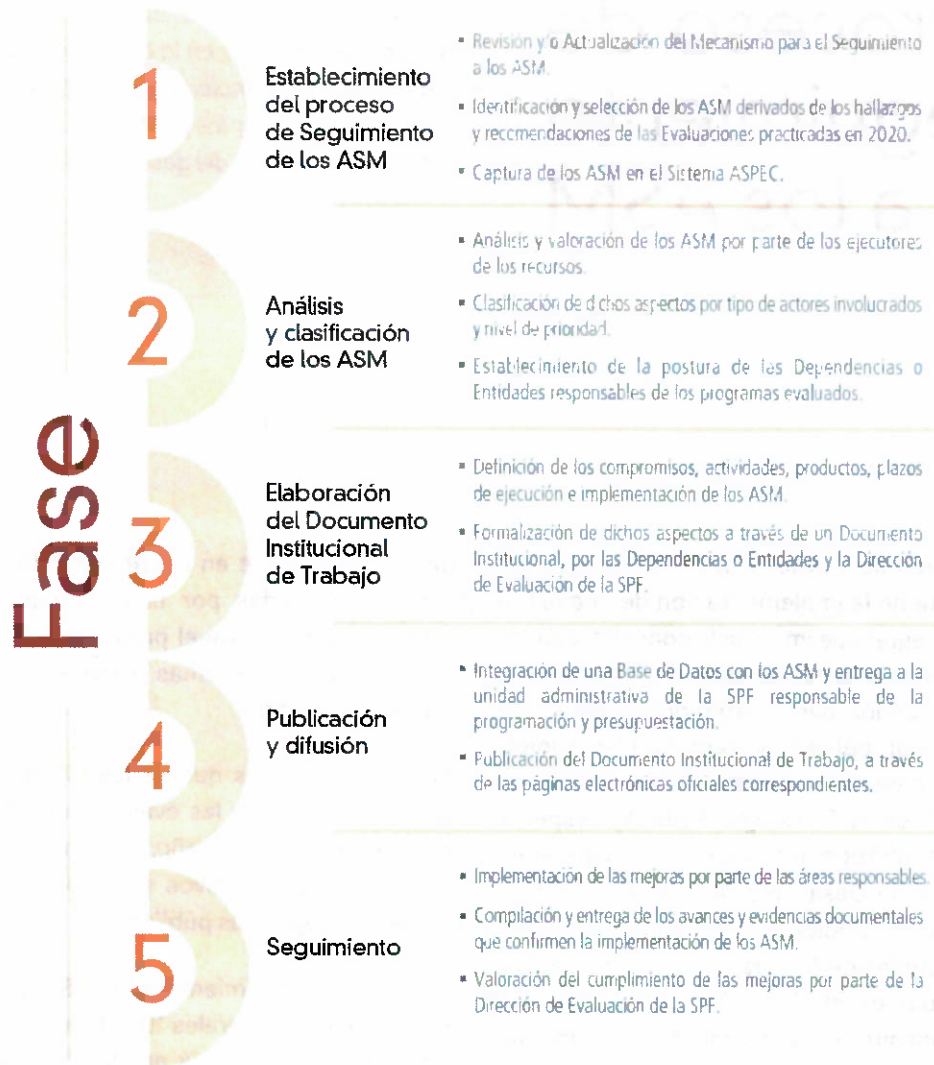 Fase
1
Establecimiento
del proceso
de Seguimiento
de los ASM
▪ Revisión y/o Actualización del Mecanismo para el Seguimiento
a los ASM.
▪ Identificación y selección de los ASM derivados de los hallazgos
y recomendaciones de las Evaluaciones practicadas en 2020.
▪ Captura de los ASM en el Sistema ASPEC.
2
Análisis
y clasificación
de los ASM
▪ Análisis y valoración de los ASM por parte de los ejecutores
de los recursos.
▪ Clasificación de dichos aspectos por tipo de actores involucrados
y nivel de prioridad.
▪ Establecimiento de la postura de las Dependencias o
Entidades responsables de los programas evaluados.
3
Elaboración
del Documento
Institucional
de Trabajo
▪ Definición de los compromisos, actividades, productos, plazos
de ejecución e implementación de los ASM.
▪ Formalización de dichos aspectos a través de un Documento
Institucional, por las Dependencias o Entidades y la Dirección
de Evaluación de la SPF.
4
Publicación
y difusión
▪ Integración de una Base de Datos con los ASM y entrega a la
unidad administrativa de la SPF responsable de la
programación y presupuestación.
▪ Publicación del Documento Institucional de Trabajo, a través
de las páginas electrónicas oficiales correspondientes.
5
Seguimiento
▪ Implementación de las mejoras por parte de las áreas responsables.
▪ Compilación y entrega de los avances y evidencias documentales
que confirmen la implementación de los ASM.
▪ Valoración del cumplimiento de las mejoras por parte de la
Dirección de Evaluación de la SPF.